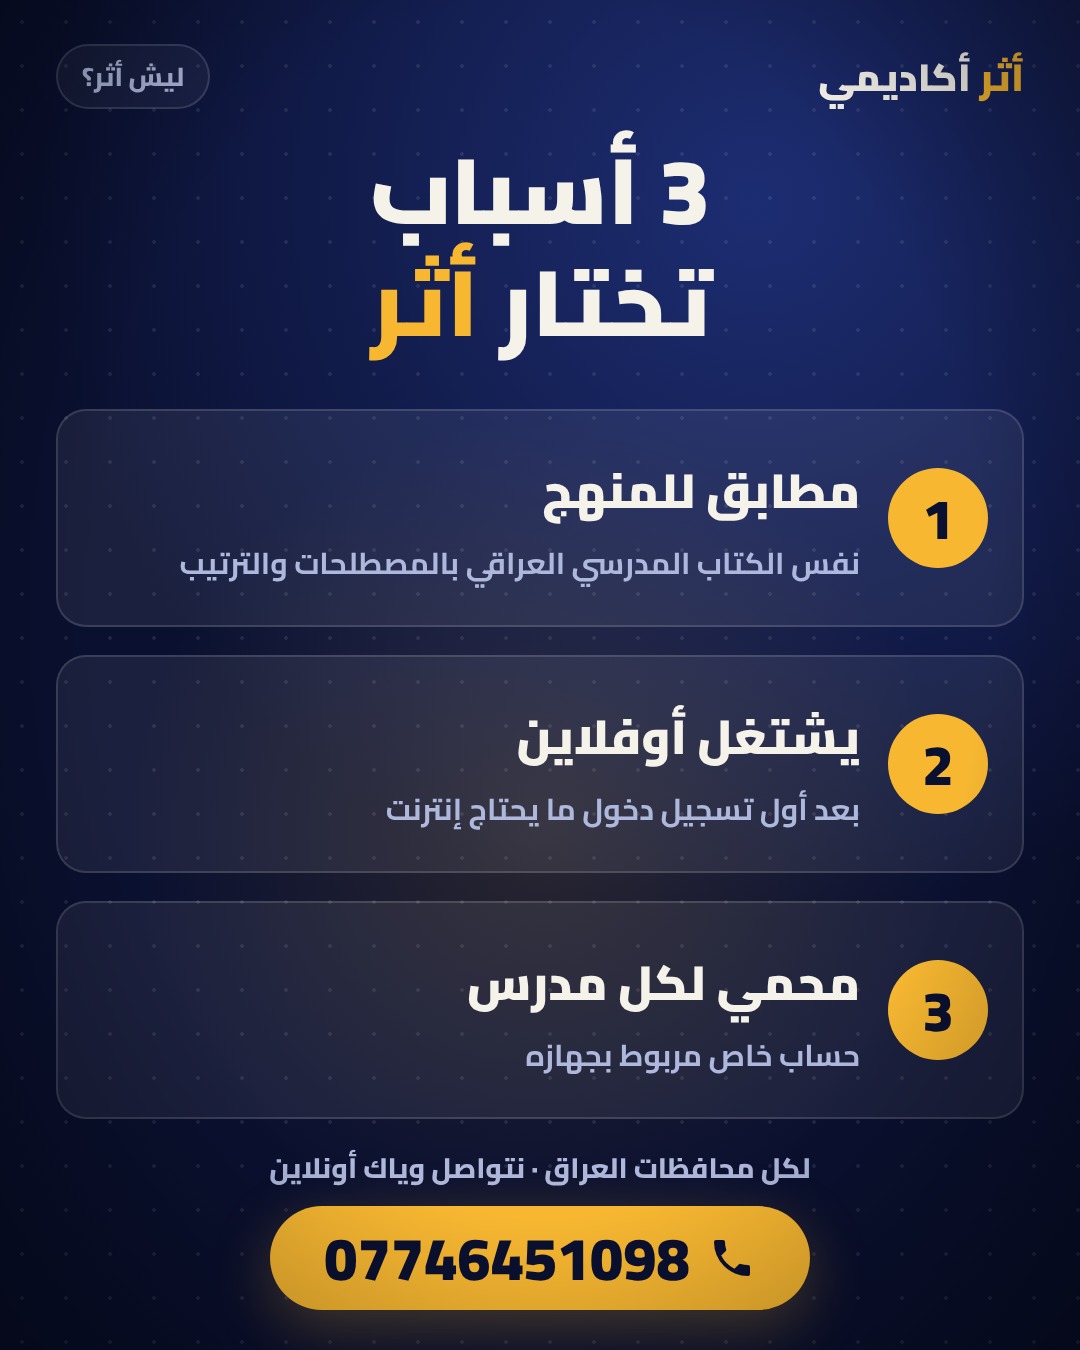 أثر أكاديمي
ليش أثر؟
3 أسباب
تختار أثر
1
مطابق للمنهج
نفس الكتاب المدرسي العراقي بالمصطلحات والترتيب
2
يشتغل أوفلاين
بعد أول تسجيل دخول ما يحتاج إنترنت
3
محمي لكل مدرس
حساب خاص مربوط بجهازه
لكل محافظات العراق · نتواصل وياك أونلاين
07746451098